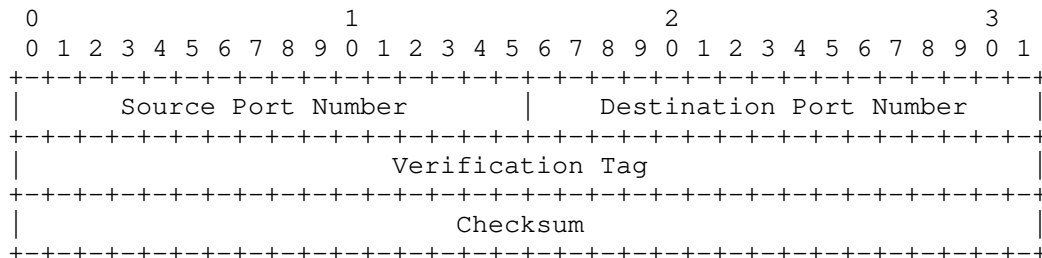 0                   1                   2                   3
0 1 2 3 4 5 6 7 8 9 0 1 2 3 4 5 6 7 8 9 0 1 2 3 4 5 6 7 8 9 0 1
+-+-+-+-+-+-+-+-+-+-+-+-+-+-+-+-+-+-+-+-+-+-+-+-+-+-+-+-+-+-+-+-+
|      Source Port Number       |    Destination Port Number    |
+-+-+-+-+-+-+-+-+-+-+-+-+-+-+-+-+-+-+-+-+-+-+-+-+-+-+-+-+-+-+-+-+
|                       Verification Tag                        |
+-+-+-+-+-+-+-+-+-+-+-+-+-+-+-+-+-+-+-+-+-+-+-+-+-+-+-+-+-+-+-+-+
|                           Checksum                            |
+-+-+-+-+-+-+-+-+-+-+-+-+-+-+-+-+-+-+-+-+-+-+-+-+-+-+-+-+-+-+-+-+